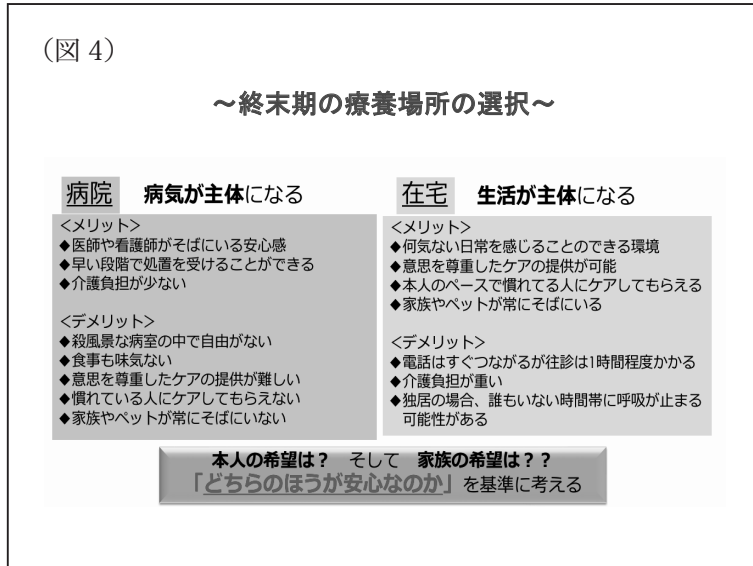 （図 4）
～終末期の療養場所の選択～
病院 病気が主体になる
<メリット>
◆医師や看護師がそばにいる安心感
◆早い段階で処置を受けることができる
◆介護負担が少ない
<デメリット>
◆殺風景な病室の中で自由がない
◆食事も味気ない
◆意思を尊重したケアの提供が難しい
◆慣れている人にケアしてもらえない
◆家族やペットが常にそばにいない
在宅 生活が主体になる
<メリット>
◆何気ない日常を感じることのできる環境
◆意思を尊重したケアの提供が可能
◆本人のペースで慣れてる人にケアしてもらえる
◆家族やペットが常にそばにいる
<デメリット>
◆電話はすぐつながるが往診は1時間程度かかる
◆介護負担が重い
◆独居の場合、誰もいない時間帯に呼吸が止まる
可能性がある
本人の希望は？ そして 家族の希望は？？
「どちらのほうが安心なのか」を基準に考える